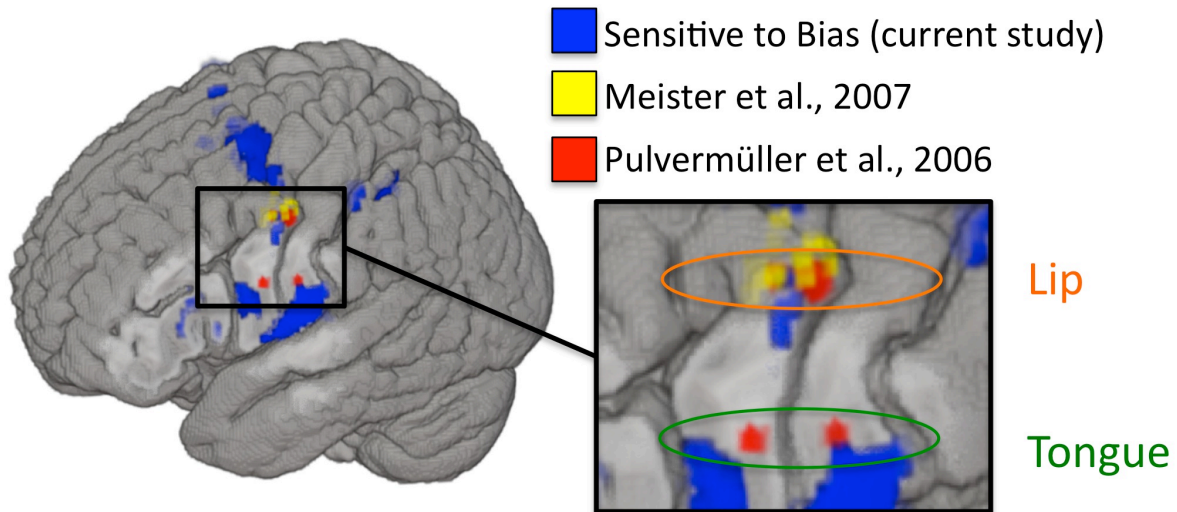 Sensitive to Bias (current study)
Meister et al., 2007
Pulvermüller et al., 2006
Lip
Tongue